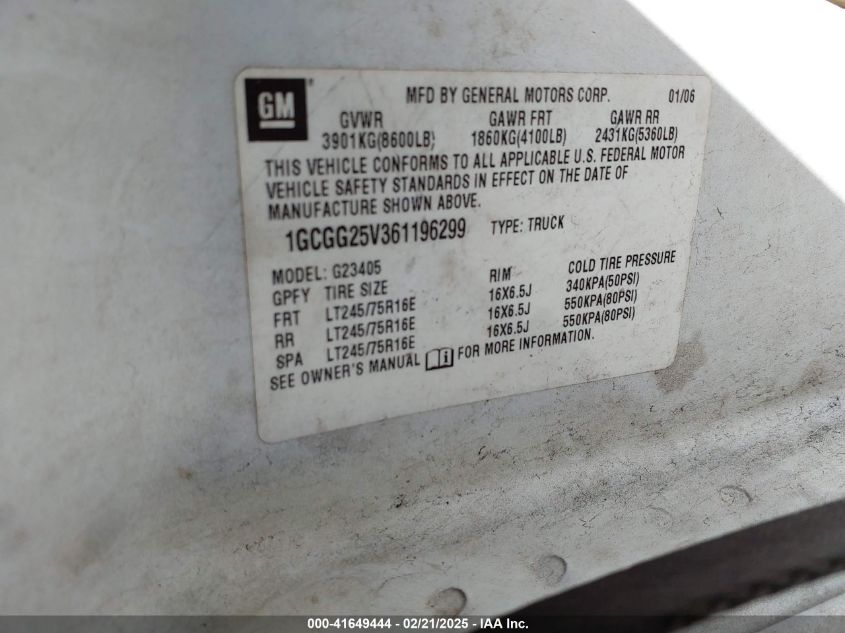 GM
MFD BY GENERAL MOTORS CORP. 01/06
GVWR GAWR FRT GAWR RR
3901KG(8600LB) 1860KG(4100LB) 2431KG(5360LB)
THIS VEHICLE CONFORMS TO ALL APPLICABLE U.S. FEDERAL MOTOR
VEHICLE SAFETY STANDARDS IN EFFECT ON THE DATE OF
MANUFACTURE SHOWN ABOVE.
1GCGG25V361196299 TYPE: TRUCK
MODEL: G23405
GPFY TIRE SIZE RIM COLD TIRE PRESSURE
FRT LT245/75R16E 16X6.5J 340KPA(50PSI)
RR LT245/75R16E 16X6.5J 550KPA(80PSI)
SPA LT245/75R16E 16X6.5J 550KPA(80PSI)
SEE OWNER'S MANUAL FOR MORE INFORMATION.
000-41649444 - 02/21/2025 - IAA Inc.